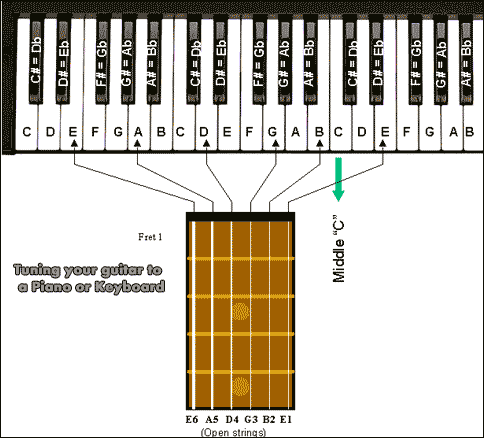 C# = Db D# = Eb F# = Gb G# = Ab A# = Bb C# = Db D# = Eb F# = Gb G# = Ab A# = Bb C# = Db D# = Eb F# = Gb G# = Ab A# = Bb
C D E F G A B C D E F G A B C D E F G A B
Middle "C"
Fret 1
Tuning your guitar to
a Piano or Keyboard
E6 A5 D4 G3 B2 E1
(Open strings)